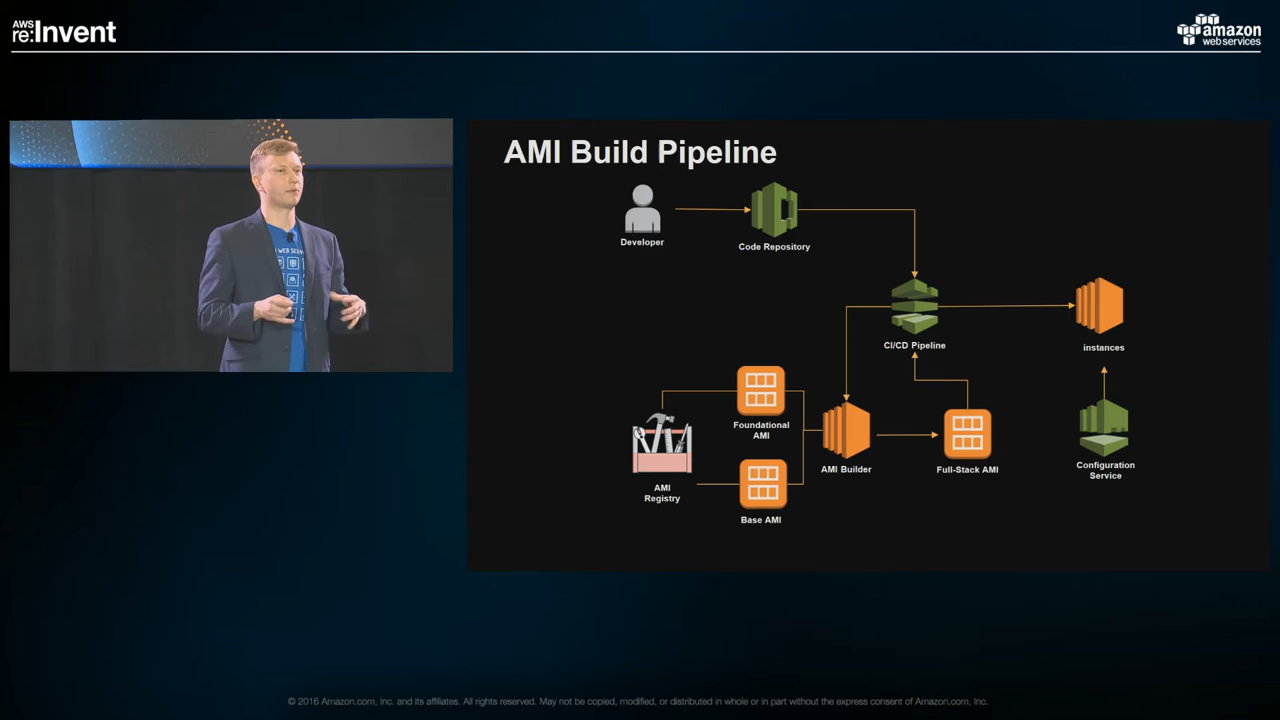 AWS
re:Invent
amazon
web services
WEB SERV
AMI Build Pipeline
Developer
Code Repository
CI/CD Pipeline
instances
Foundational
AMI
AMI Builder
Full-Stack AMI
Configuration
Service
AMI
Registry
Base AMI
© 2016 Amazon.com, Inc. and its affiliates. All rights reserved. May not be copied, modified, or distributed in whole or in part without the express consent of Amazon.com, Inc.